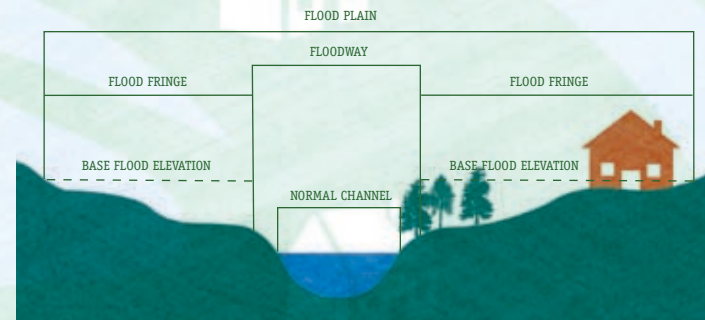 FLOOD PLAIN
FLOODWAY
FLOOD FRINGE
FLOOD FRINGE
BASE FLOOD ELEVATION
BASE FLOOD ELEVATION
NORMAL CHANNEL